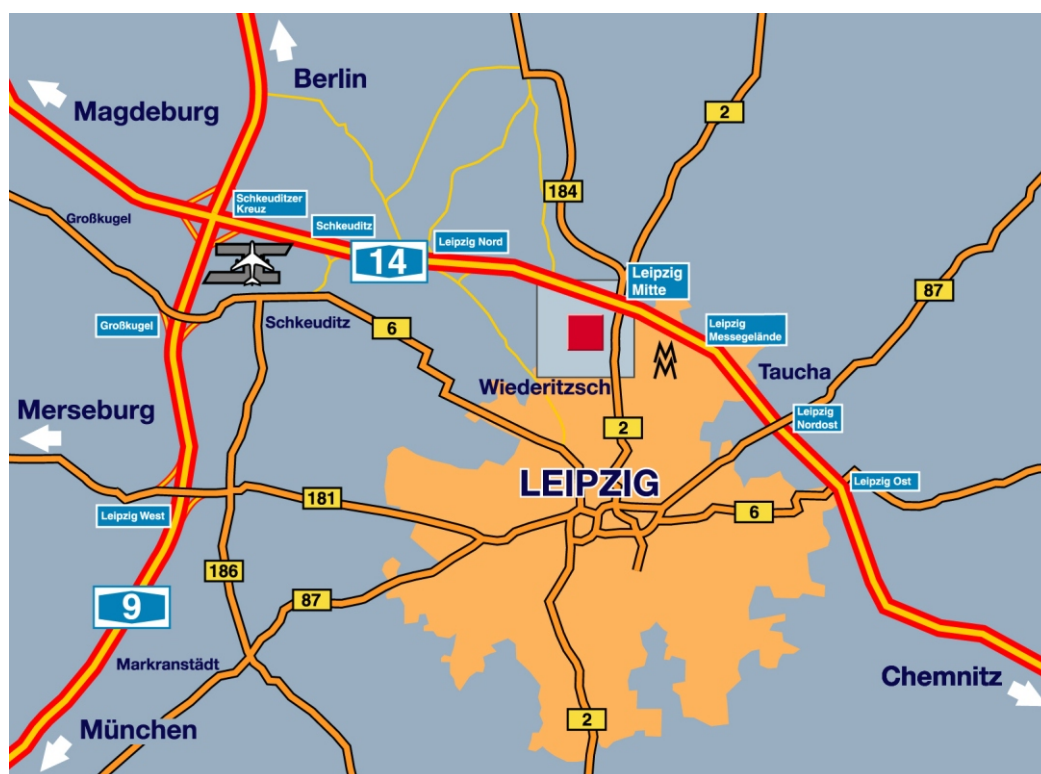 Berlin
Magdeburg
2
184
Großkugel
Schkeuditzer
Kreuz
Schkeuditz
Leipzig Nord
14
Leipzig
Mitte
87
Großkugel
Schkeuditz
6
Leipzig
Messegelände
Taucha
Wiederitzsch
Merseburg
Leipzig
Nordost
2
LEIPZIG
Leipzig Ost
181
Leipzig West
6
186
9
87
Markranstädt
Chemnitz
München
2